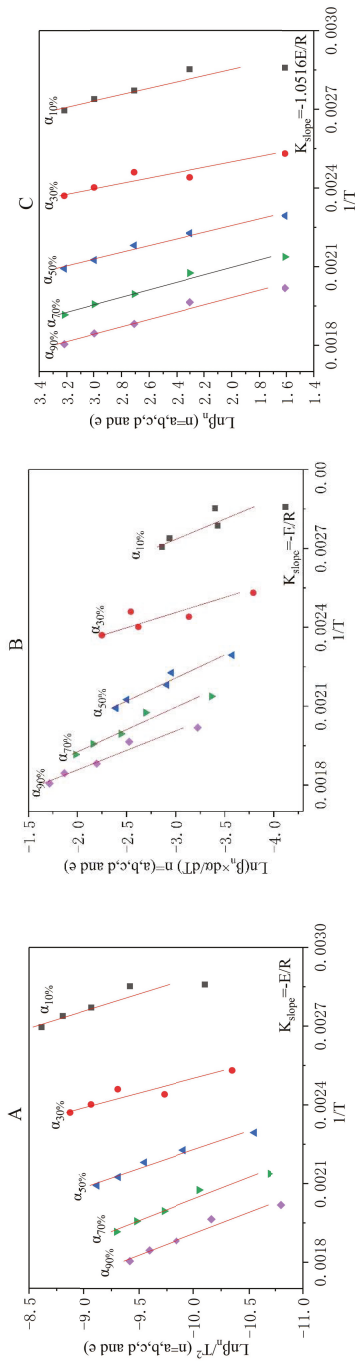 A
-8.5
-9.0
-9.5
-10.0
-10.5
-11.0
Lnβn/T² (n=a,b,c,d and e)
α90%
α70%
α50%
α30%
α10%
Kslope=-E/R
0.0018
0.0021
0.0024
0.0027
0.0030
1/T
B
-1.5
-2.0
-2.5
-3.0
-3.5
-4.0
Ln(βn×dα/dT) n=(a,b,c,d and e)
α90%
α70%
α50%
α30%
α10%
Kslope=-E/R
0.0018
0.0021
0.0024
0.0027
0.00
1/T
C
3.4
3.2
3.0
2.8
2.6
2.4
2.2
2.0
1.8
1.6
1.4
Lnβn (n=a,b,c,d and e)
α90%
α70%
α50%
α30%
α10%
Kslope=-1.0516E/R
0.0018
0.0021
0.0024
0.0027
0.0030
1/T